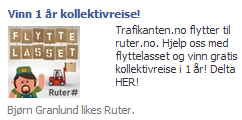 Vinn 1 år kollektivreise!
FLYTTE
LASSET
Ruter#
Trafikanten.no flytter til
ruter.no. Hjelp oss med
flyttelasset og vinn gratis
kollektivreise i 1 år! Delta
HER!
Bjørn Granlund likes Ruter.